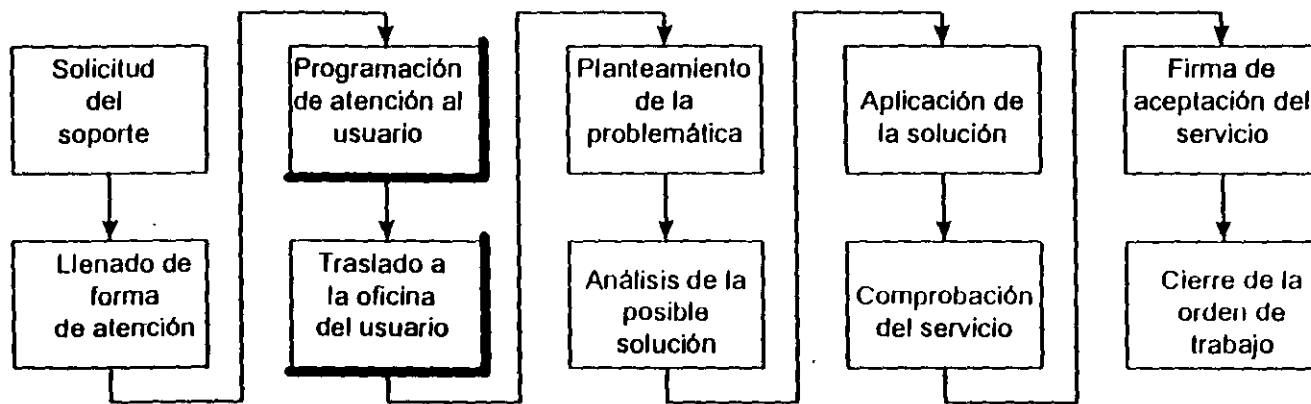 Solicitud
del
soporte
Llenado de
forma
de atención
Programación
de atención al
usuario
Traslado a
la oficina
del usuario
Planteamiento
de la
problemática
Análisis de la
posible
solución
Aplicación de
la solución
Comprobación
del servicio
Firma de
aceptación del
servicio
Cierre de la
orden de
trabajo